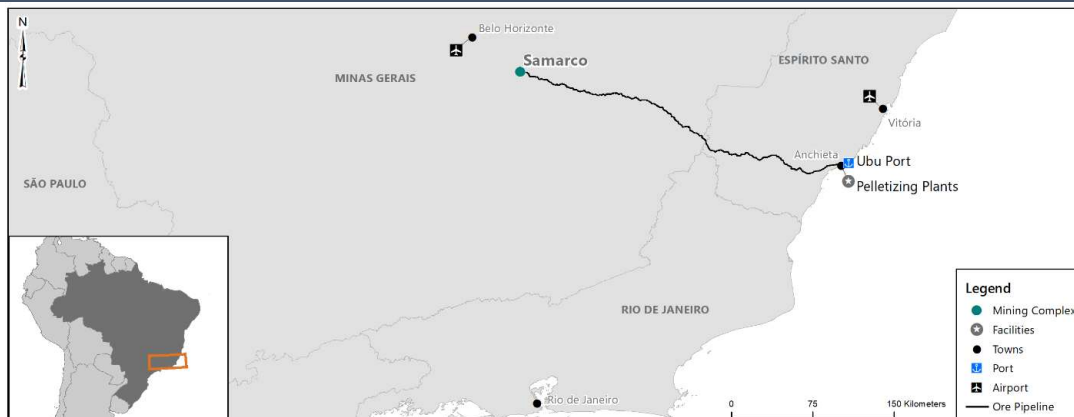 N
Belo Horizonte
Samarco
MINAS GERAIS
ESPÍRITO SANTO
Vitória
Anchieta
Ubu Port
Pelletizing Plants
SÃO PAULO
RIO DE JANEIRO
Rio de Janeiro
0 75 150 Kilometers
Legend
Mining Complex
Facilities
Towns
Port
Airport
Ore Pipeline